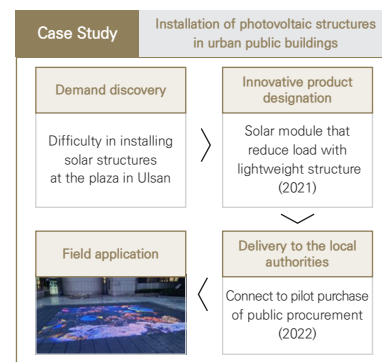 Case Study
Installation of photovoltaic structures
in urban public buildings
Demand discovery
Difficulty in installing
solar structures
at the plaza in Ulsan
Innovative product
designation
Solar module that
reduce load with
lightweight structure
(2021)
Delivery to the local
authorities
Connect to pilot purchase
of public procurement
(2022)
Field application